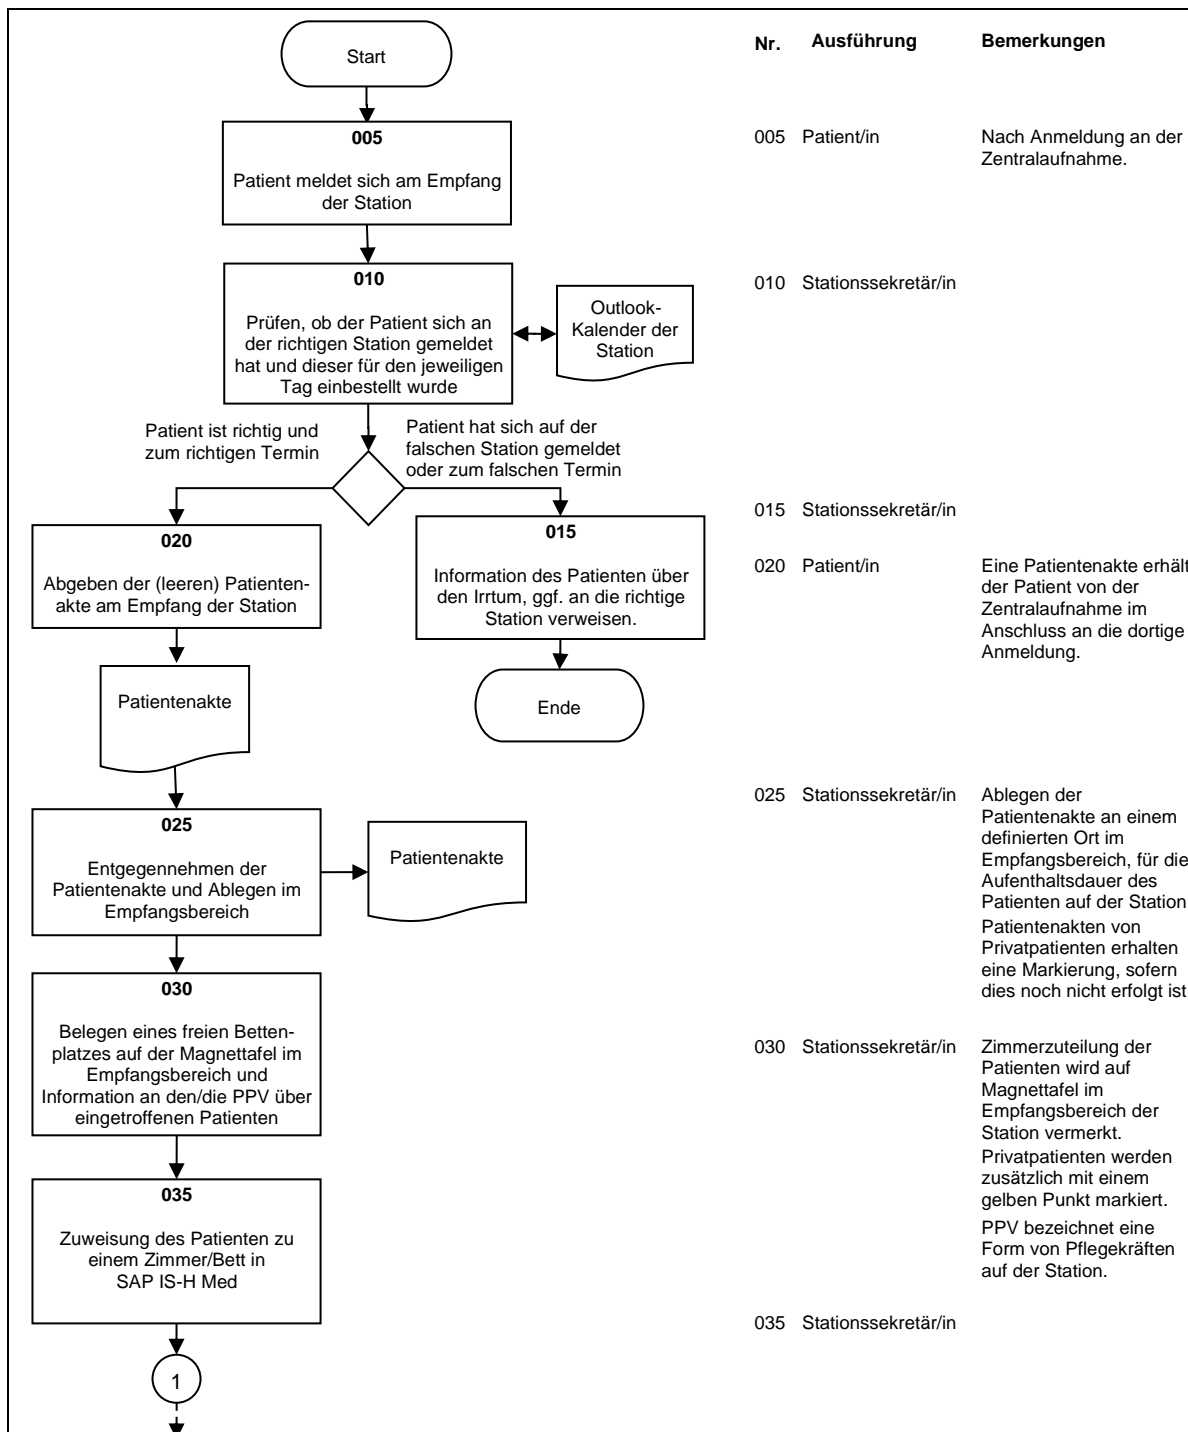 Start
Nr. Ausführung Bemerkungen
005
Patient meldet sich am Empfang
der Station
005 Patient/in Nach Anmeldung an der
Zentralaufnahme.
010
Prüfen, ob der Patient sich an
der richtigen Station gemeldet
hat und dieser für den jeweiligen
Tag einbestellt wurde
Outlook-
Kalender der
Station
010 Stationssekretär/in
Patient ist richtig und
zum richtigen Termin
Patient hat sich auf der
falschen Station gemeldet
oder zum falschen Termin
015 Stationssekretär/in
020
Abgeben der (leeren) Patienten-
akte am Empfang der Station
015
Information des Patienten über
den Irrtum, ggf. an die richtige
Station verweisen.
020 Patient/in Eine Patientenakte erhält
der Patient von der
Zentralaufnahme im
Anschluss an die dortige
Anmeldung.
Patientenakte
Ende
025
Entgegennehmen der
Patientenakte und Ablegen im
Empfangsbereich
Patientenakte
025 Stationssekretär/in Ablegen der
Patientenakte an einem
definierten Ort im
Empfangsbereich, für die
Aufenthaltsdauer des
Patienten auf der Station
Patientenakten von
Privatpatienten erhalten
eine Markierung, sofern
dies noch nicht erfolgt ist
030
Belegen eines freien Betten-
platzes auf der Magnettafel im
Empfangsbereich und
Information an den/die PPV über
eingetroffenen Patienten
030 Stationssekretär/in Zimmerzuteilung der
Patienten wird auf
Magnettafel im
Empfangsbereich der
Station vermerkt.
Privatpatienten werden
zusätzlich mit einem
gelben Punkt markiert.
PPV bezeichnet eine
Form von Pflegekräften
auf der Station.
035
Zuweisung des Patienten zu
einem Zimmer/Bett in
SAP IS-H Med
035 Stationssekretär/in
1